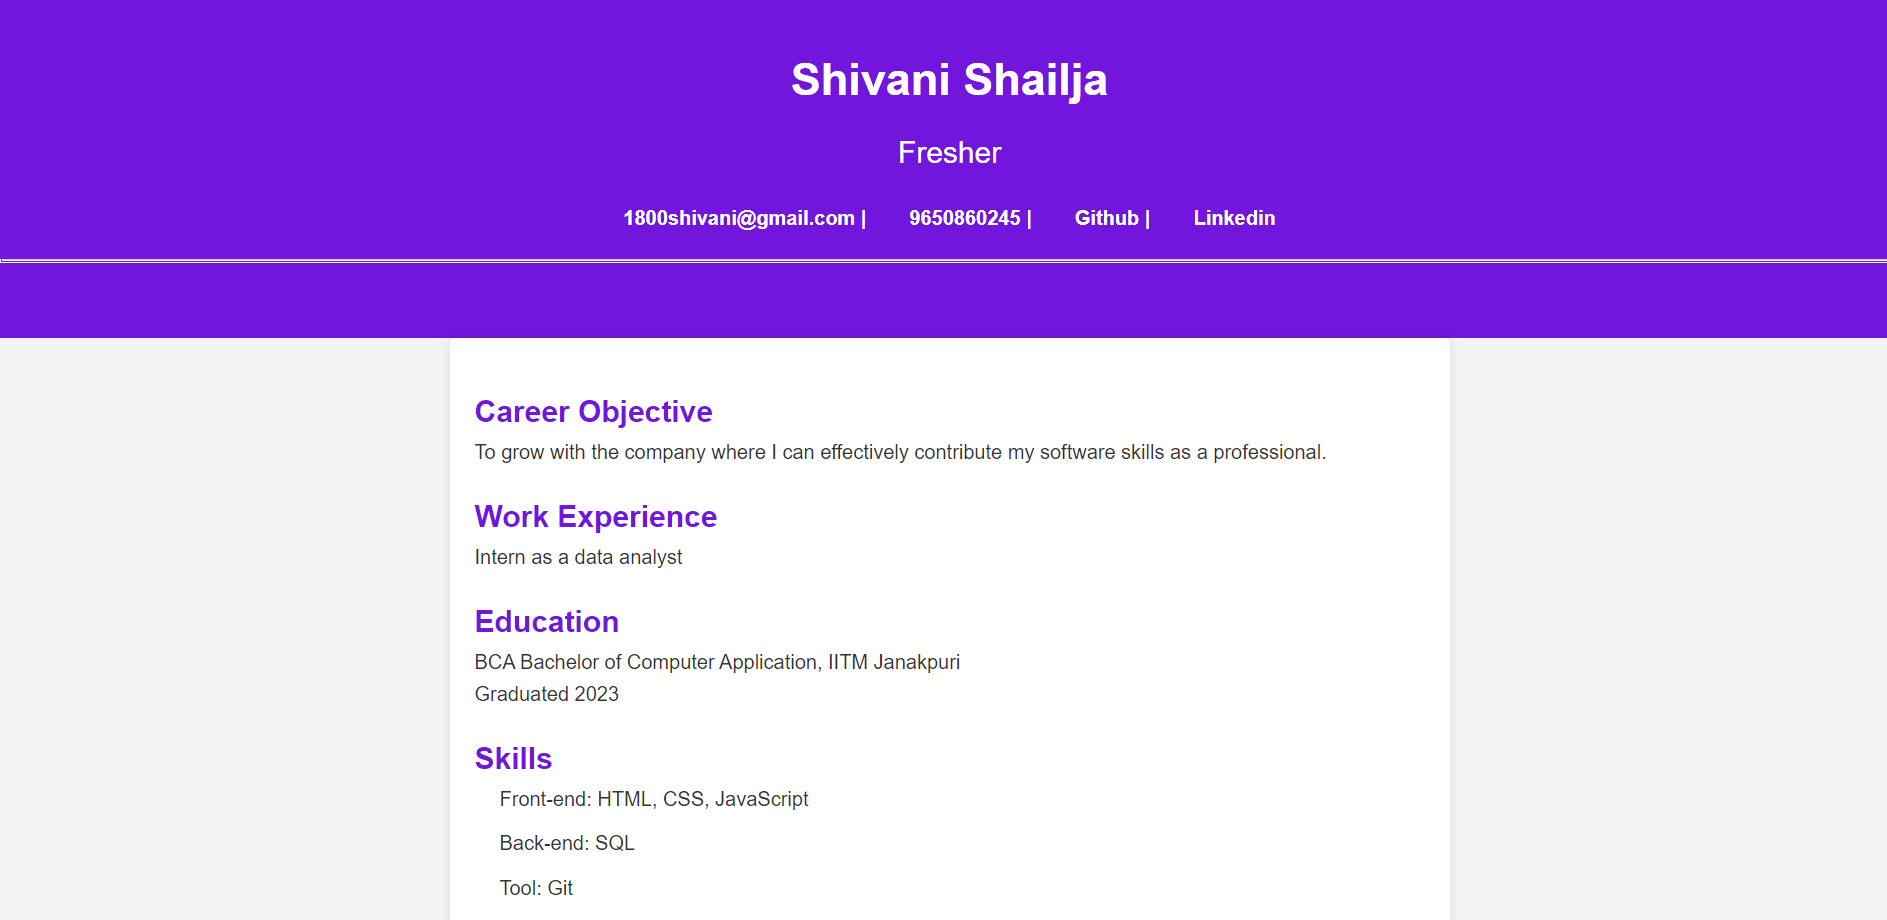 Shivani Shailja
Fresher
1800shivani@gmail.com | 9650860245 | Github | Linkedin
Career Objective
To grow with the company where I can effectively contribute my software skills as a professional.
Work Experience
Intern as a data analyst
Education
BCA Bachelor of Computer Application, IITM Janakpuri
Graduated 2023
Skills
Front-end: HTML, CSS, JavaScript
Back-end: SQL
Tool: Git